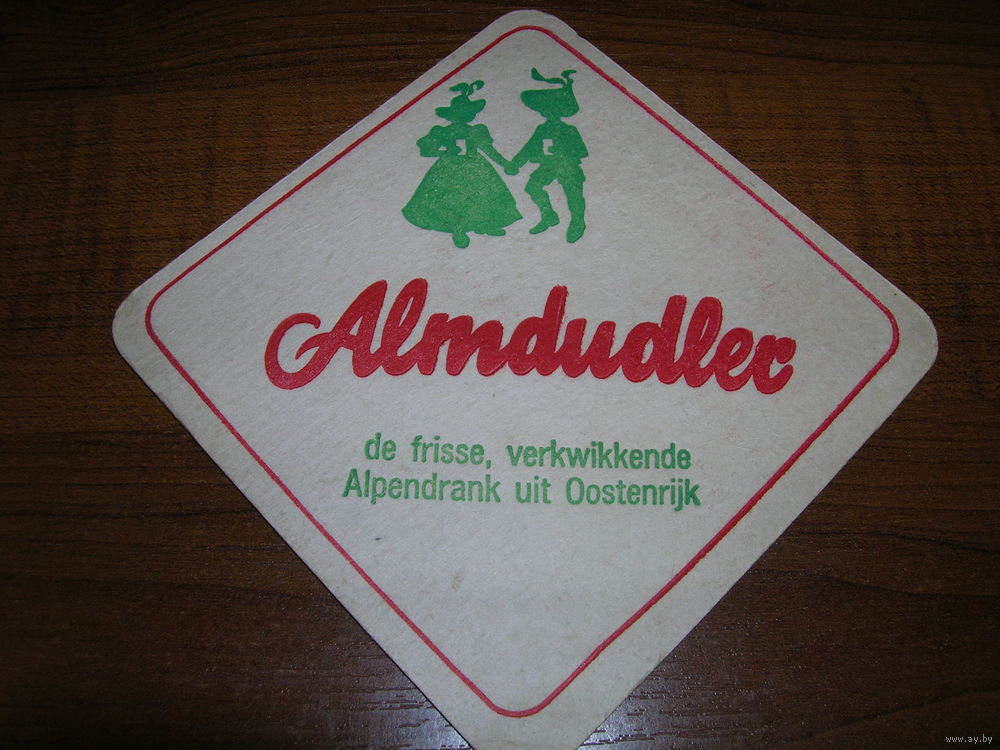 Almdudler
de frisse, verkwikkende
Alpendrank uit Oostenrijk
www.ay.by